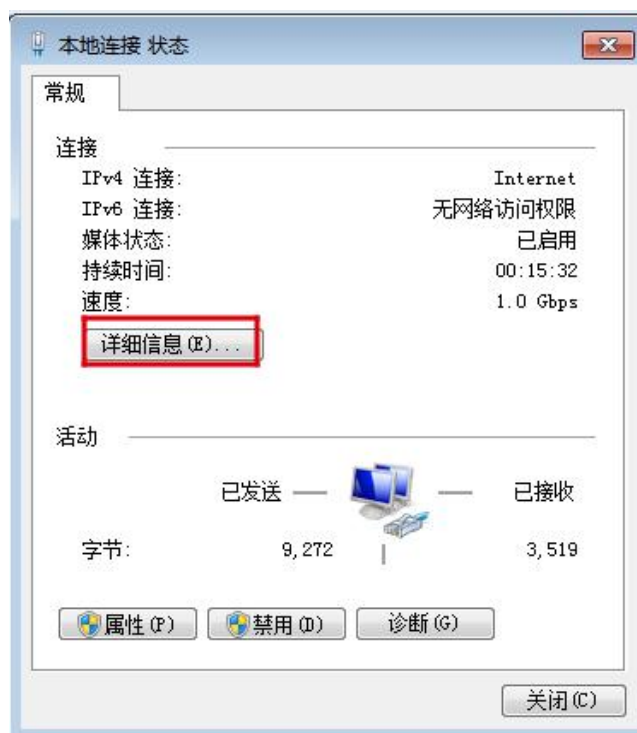 本地连接 状态
常规
连接
IPv4 连接: Internet
IPv6 连接: 无网络访问权限
媒体状态: 已启用
持续时间: 00:15:32
速度: 1.0 Gbps
详细信息(E)...
活动
已发送 — — 已接收
字节: 9,272 | 3,519
属性(P) 禁用(D) 诊断(G)
关闭(C)